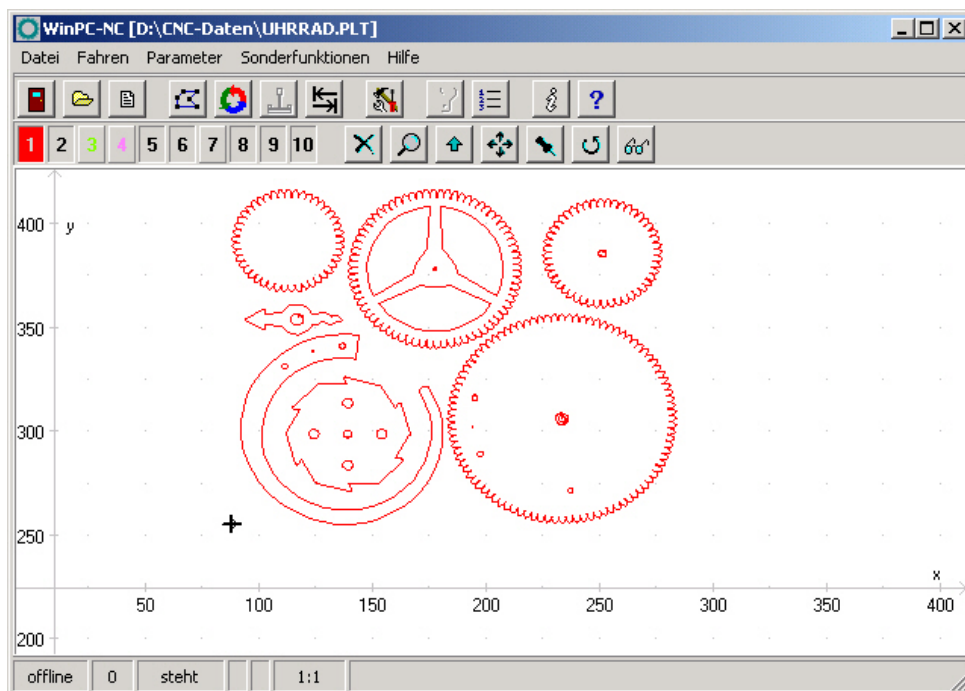 WinPC-NC [D:\CNC-Daten\UHRRAD.PLT]
Datei Fahren Parameter Sonderfunktionen Hilfe
1 2 3 4 5 6 7 8 9 10
400 y
350
300
250
x
50 100 150 200 250 300 350 400
200
offline 0 steht 1:1